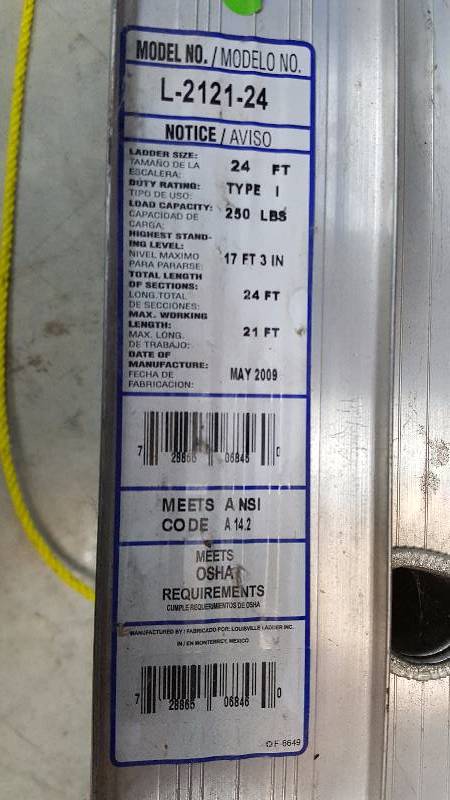 MODEL NO. / MODELO NO.
L-2121-24
NOTICE / AVISO
LADDER SIZE:
TAMAÑO DE LA
ESCALERA: 24 FT
DUTY RATING:
TIPO DE USO: TYPE I
LOAD CAPACITY:
CAPACIDAD DE
CARGA: 250 LBS
HIGHEST STAND-
ING LEVEL:
NIVEL MAXIMO
PARA PARARSE: 17 FT 3 IN
TOTAL LENGTH
OF SECTIONS:
LONG.TOTAL
DE SECCIONES: 24 FT
MAX. WORKING
LENGTH:
MAX. LONG.
DE TRABAJO: 21 FT
DATE OF
MANUFACTURE:
FECHA DE
FABRICACION: MAY 2009
7 28865 06846 0
MEETS ANSI
CODE A 14.2
MEETS
OSHA
REQUIREMENTS
CUMPLE REQUERIMIENTOS DE OSHA
MANUFACTURED BY / FABRICADO POR: LOUISVILLE LADDER INC.
IN / EN MONTERREY, MEXICO
7 28865 06846 0
F-6649